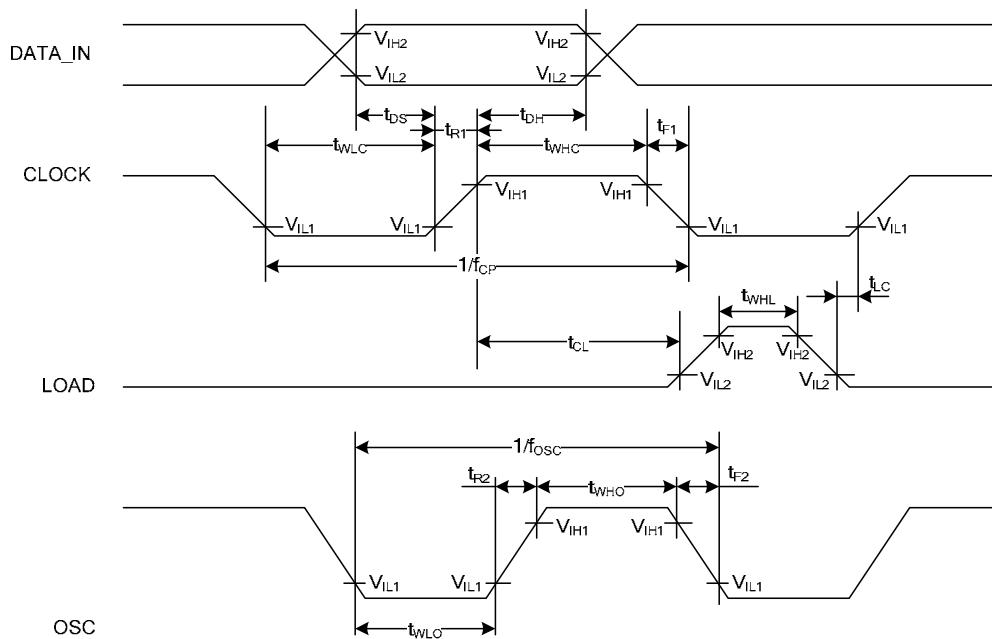 DATA_IN
VIH2 VIH2
VIL2 VIL2
tDS tDH
tR1 tF1
tWLC tWHC
CLOCK
VIH1 VIH1
VIL1 VIL1 VIL1 VIL1
1/fCP
tLC
tWHL
tCL
VIH2 VIH2
LOAD
VIL2 VIL2
1/fOSC
tR2 tWHO tF2
VIH1 VIH1
VIL1 VIL1 VIL1
OSC
tWLO